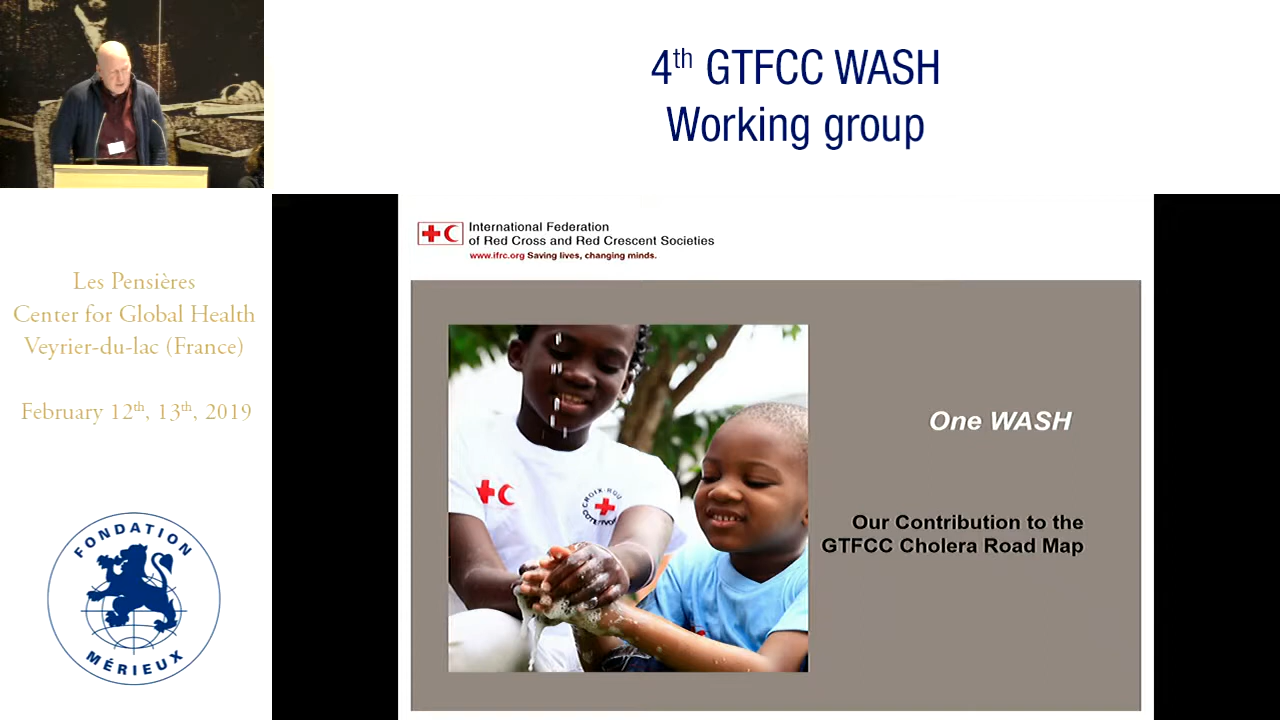 4th GTFCC WASH
Working group
Les Pensières
Center for Global Health
Veyrier-du-lac (France)
February 12th, 13th, 2019
FONDATION
MÉRIEUX
International Federation
of Red Cross and Red Crescent Societies
www.ifrc.org Saving lives, changing minds.
One WASH
Our Contribution to the
GTFCC Cholera Road Map